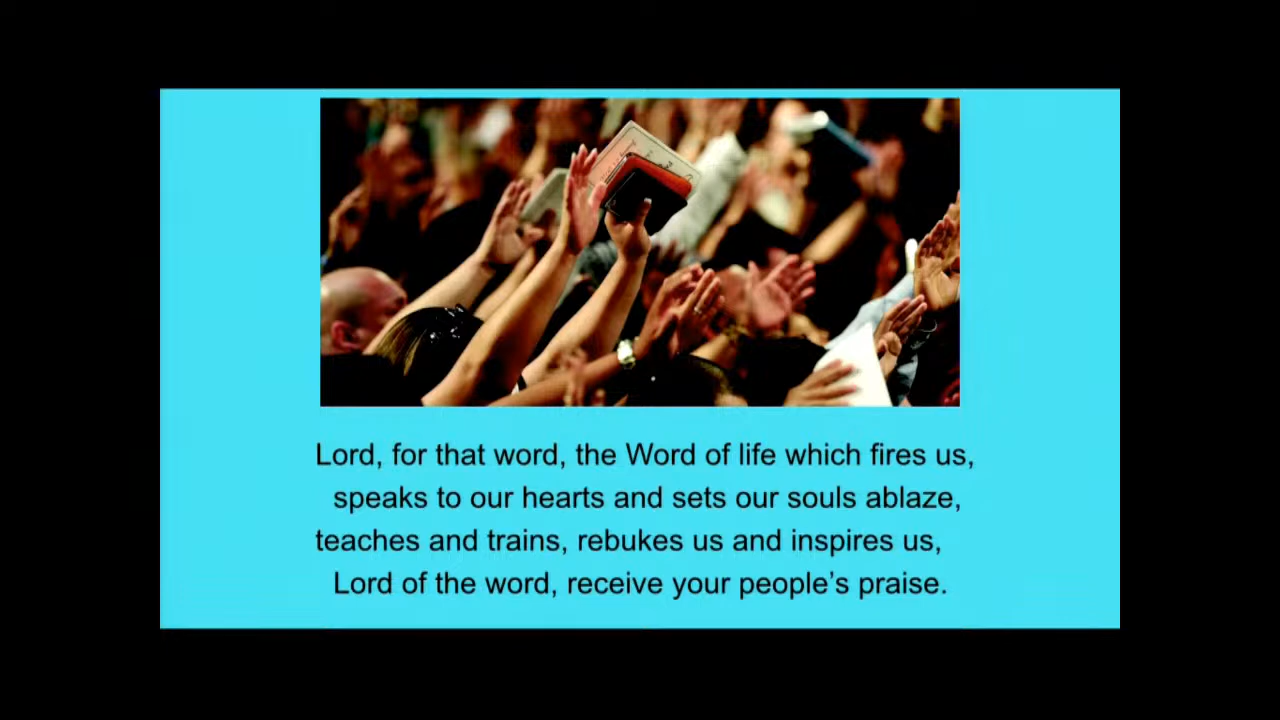 Lord, for that word, the Word of life which fires us,
speaks to our hearts and sets our souls ablaze,
teaches and trains, rebukes us and inspires us,
Lord of the word, receive your people’s praise.